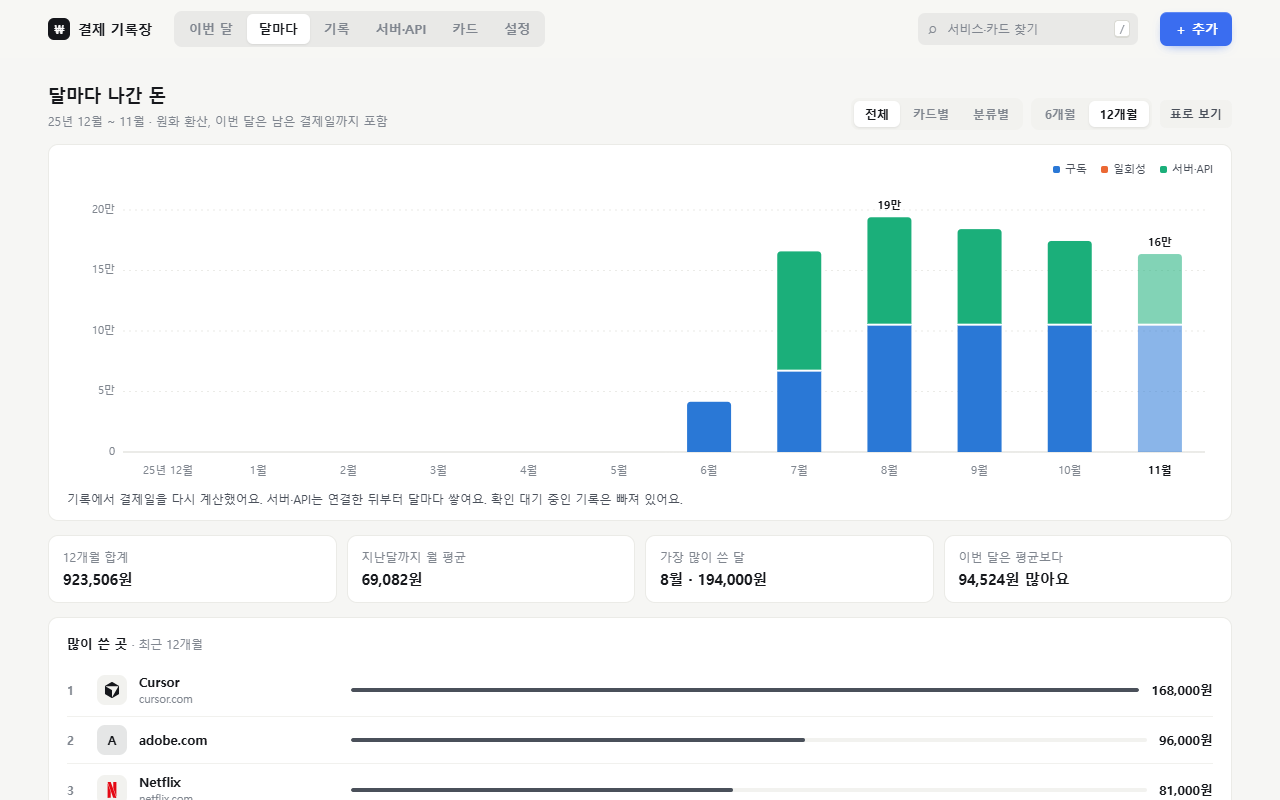 ₩ 결제 기록장 이번 달 달마다 기록 서버·API 카드 설정 서비스·카드 찾기 / + 추가
달마다 나간 돈
25년 12월 ~ 11월 · 원화 환산, 이번 달은 남은 결제일까지 포함
전체 카드별 분류별 6개월 12개월 표로 보기
구독 일회성 서버·API
20만
15만
10만
5만
0
19만
16만
25년 12월 1월 2월 3월 4월 5월 6월 7월 8월 9월 10월 11월
기록에서 결제일을 다시 계산했어요. 서버·API는 연결한 뒤부터 달마다 쌓여요. 확인 대기 중인 기록은 빠져 있어요.
12개월 합계
923,506원
지난달까지 월 평균
69,082원
가장 많이 쓴 달
8월 · 194,000원
이번 달은 평균보다
94,524원 많아요
많이 쓴 곳 · 최근 12개월
1 Cursor 168,000원
cursor.com
2 A adobe.com 96,000원
3 N Netflix 81,000원
netflix.com